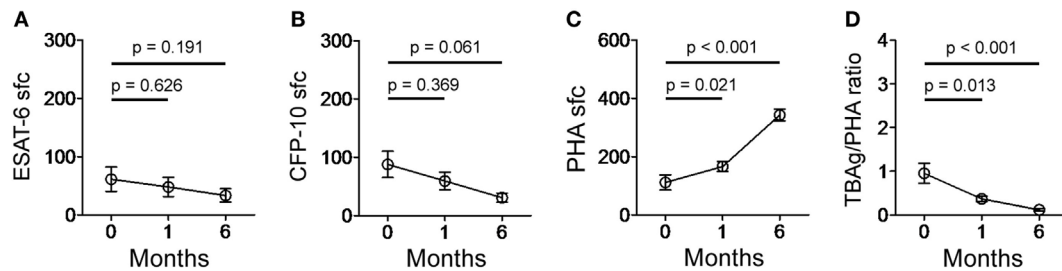 A
ESAT-6 sfc
300
200
100
0
p = 0.191
p = 0.626
0 1 6
Months
B
CFP-10 sfc
300
200
100
0
p = 0.061
p = 0.369
0 1 6
Months
C
PHA sfc
600
400
200
0
p < 0.001
p = 0.021
0 1 6
Months
D
TBAg/PHA ratio
4
3
2
1
0
p < 0.001
p = 0.013
0 1 6
Months